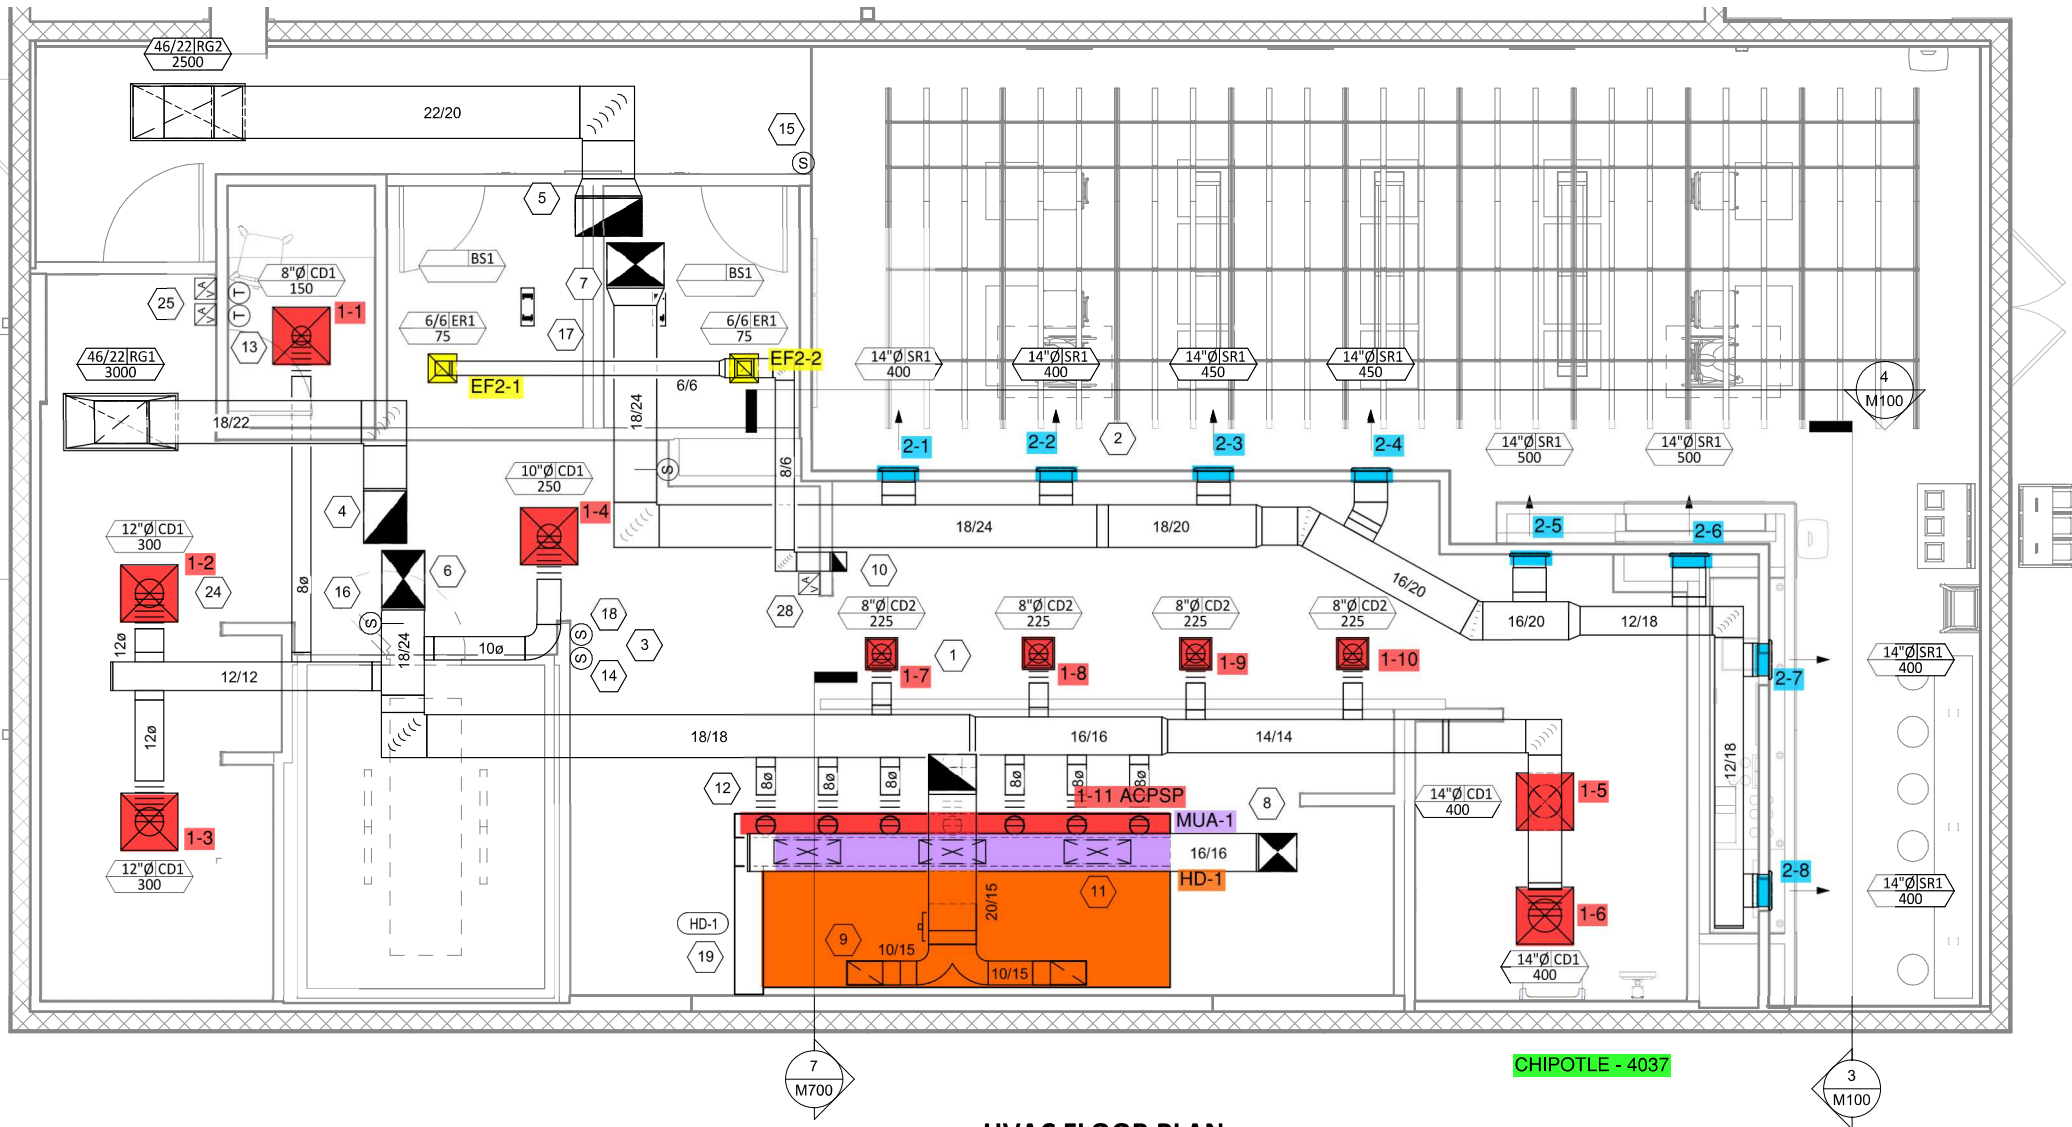 46/22 RG2
2500
22/20
15
S
5
BS1
BS1
7
8"Ø CD1
150
1-1
25
A
V
A
V
T
T
13
6/6 ER1
75
17
6/6 ER1
75
EF2-2
EF2-1
6/6
46/22 RG1
3000
18/22
18/24
14"Ø SR1
400
14"Ø SR1
400
14"Ø SR1
450
14"Ø SR1
450
4
M100
2-1
2-2
2
2-3
2-4
14"Ø SR1
500
14"Ø SR1
500
10"Ø CD1
250
S
8/6
4
1-4
12"Ø CD1
300
18/24
18/20
2-5
2-6
1-2
24
16
6
10
A
V
28
8ø
16/20
16/20
12/18
S
18
S
3
S
14
8"Ø CD2
225
8"Ø CD2
225
8"Ø CD2
225
8"Ø CD2
225
12ø
18/24
10ø
1
1-7
1-8
1-9
1-10
12/12
14"Ø SR1
400
2-7
12ø
18/18
16/16
14/14
12/18
12
8ø
8ø
8ø
8ø
8ø
8ø
1-11 ACPSP
8
14"Ø CD1
400
1-5
MUA-1
1-3
16/16
12"Ø CD1
300
HD-1
11
2-8
14"Ø SR1
400
20/15
HD-1
9
1-6
19
10/15
10/15
14"Ø CD1
400
7
M700
CHIPOTLE - 4037
3
M100
HVAC FLOOR PLAN